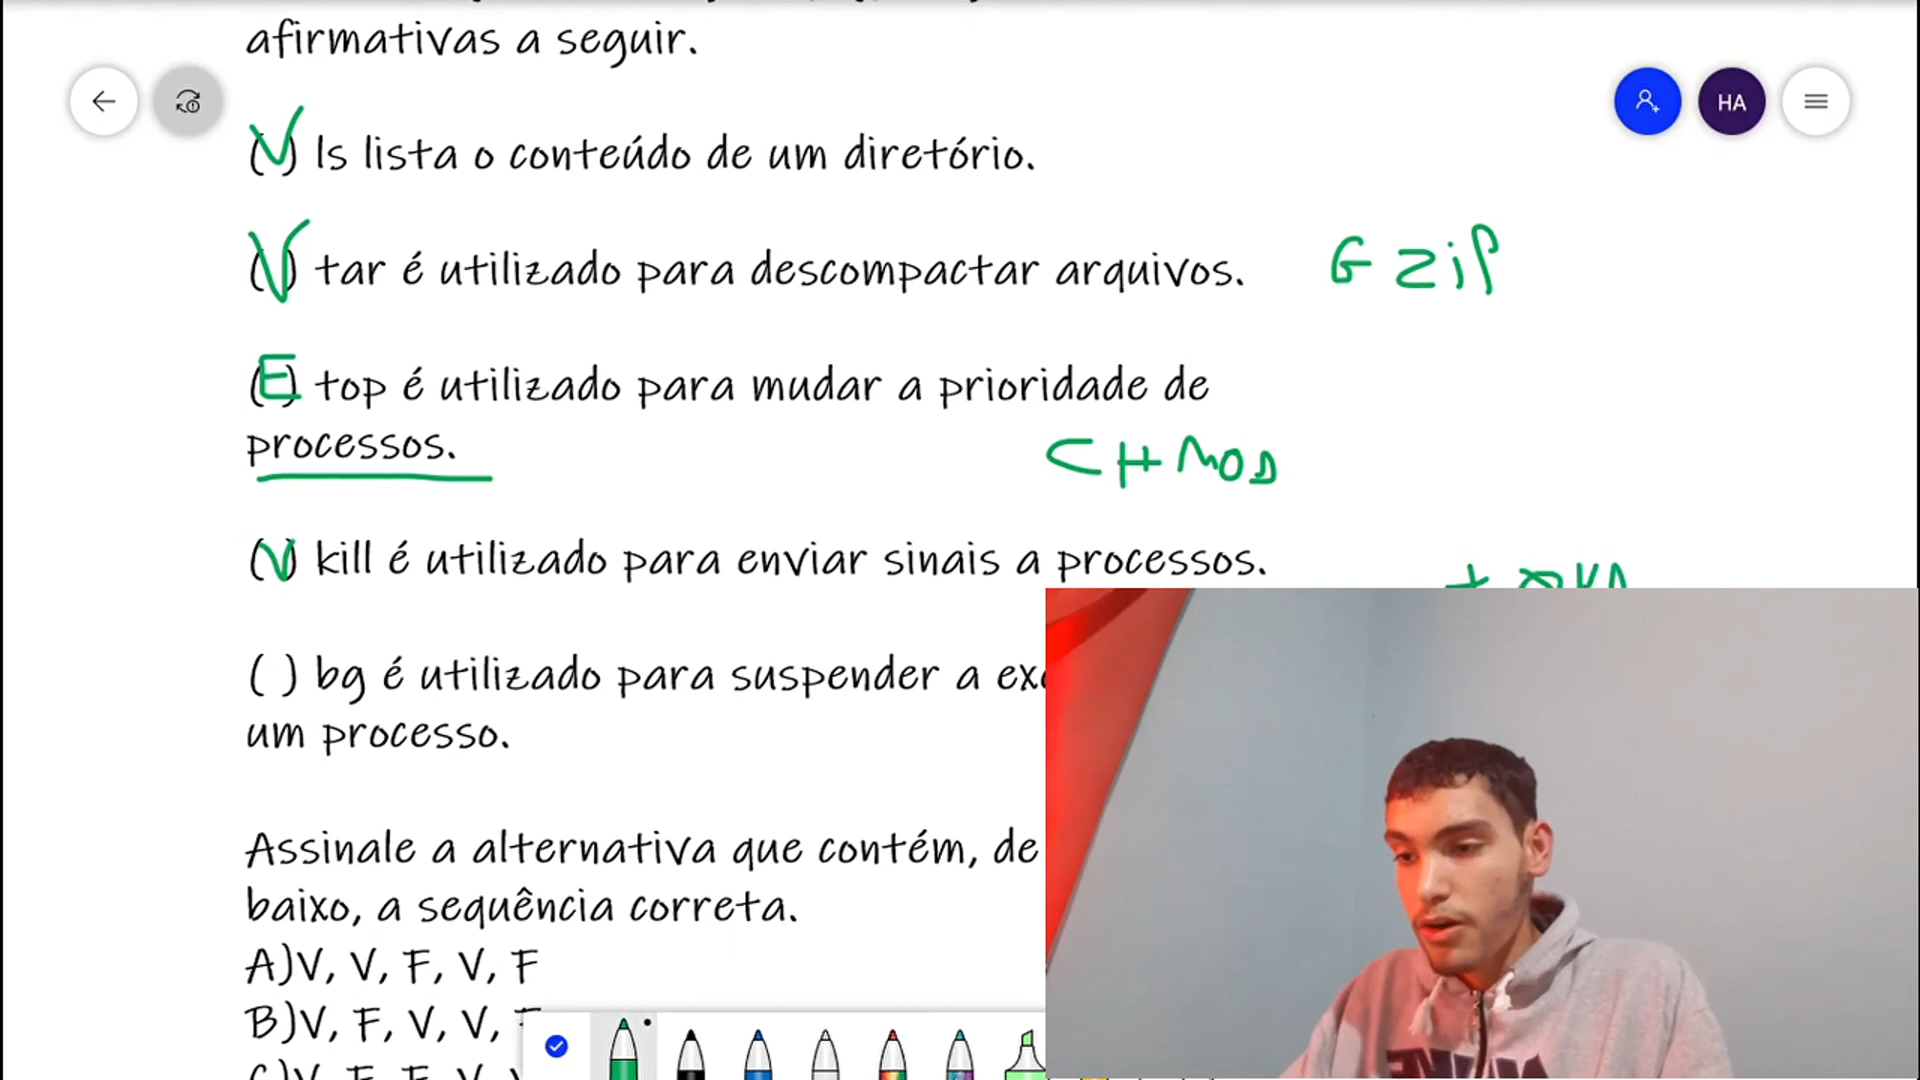 afirmativas a seguir.
HA
(V) ls lista o conteúdo de um diretório.
(V) tar é utilizado para descompactar arquivos.
GZip
(E) top é utilizado para mudar a prioridade de
processos.
CHMOD
(V) kill é utilizado para enviar sinais a processos.
( ) bg é utilizado para suspender a
um processo.
Assinale a alternativa que contém, de
baixo, a sequência correta.
A)V, V, F, V, F
B)V, F, V, V,